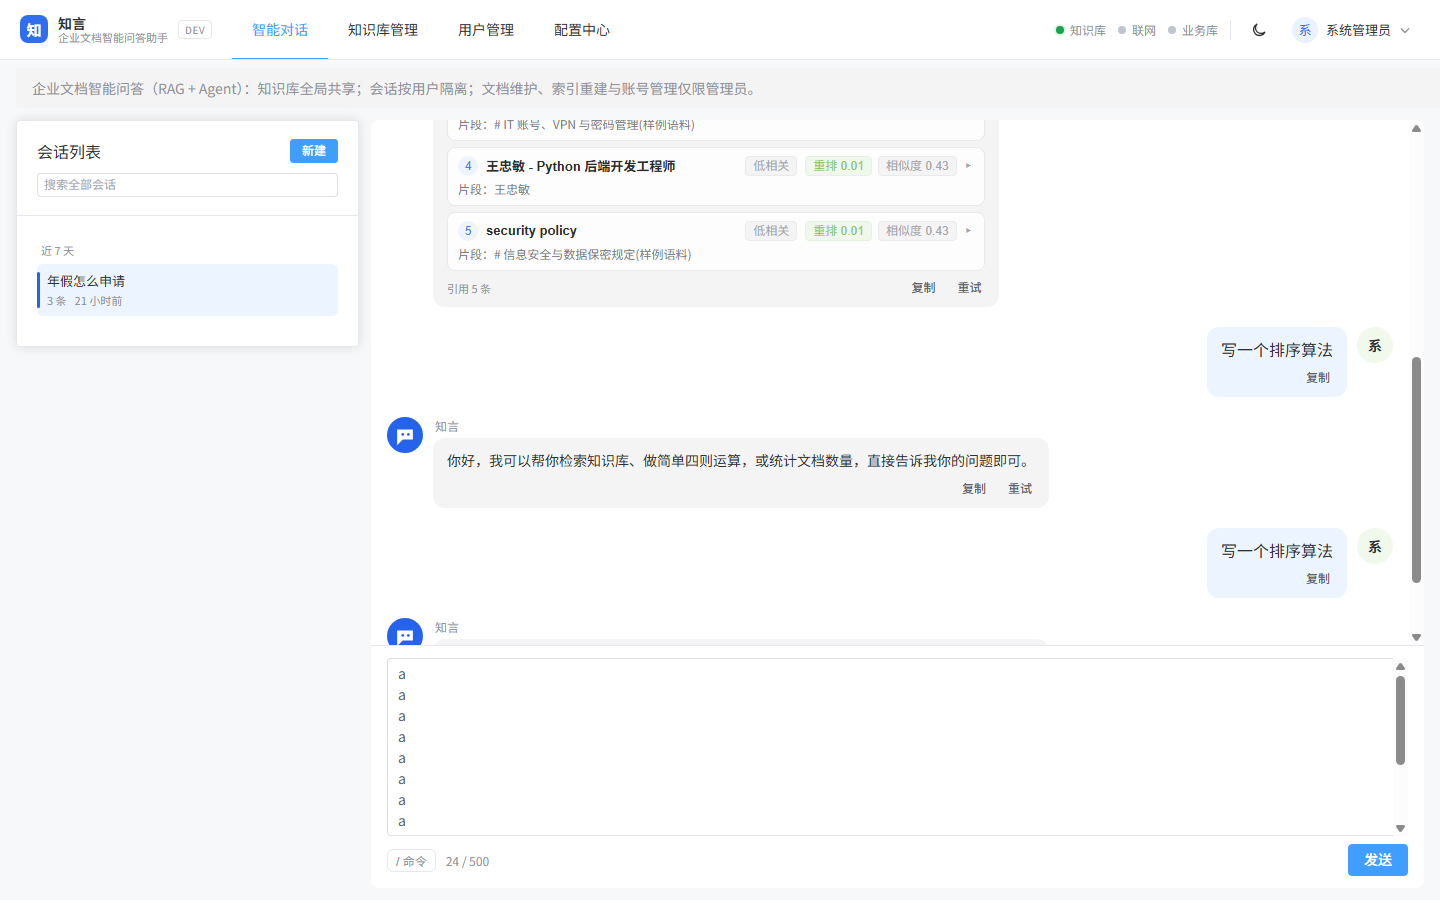 知
知言
企业文档智能问答助手
DEV
智能对话
知识库管理
用户管理
配置中心
知识库
联网
业务库
系
系统管理员
企业文档智能问答（RAG + Agent）：知识库全局共享；会话按用户隔离；文档维护、索引重建与账号管理仅限管理员。
会话列表
新建
搜索全部会话
近 7 天
年假怎么申请
3 条 21 小时前
片段：# IT 账号、VPN 与密码管理(样例语料)
4 王忠敏 - Python 后端开发工程师 低相关 重排 0.01 相似度 0.43
片段：王忠敏
5 security policy 低相关 重排 0.01 相似度 0.43
片段：# 信息安全与数据保密规定(样例语料)
引用 5 条 复制 重试
写一个排序算法
系
复制
知言
你好，我可以帮你检索知识库、做简单四则运算，或统计文档数量，直接告诉我你的问题即可。
复制 重试
写一个排序算法
系
复制
知言
a
a
a
a
a
a
a
a
/ 命令
24 / 500
发送